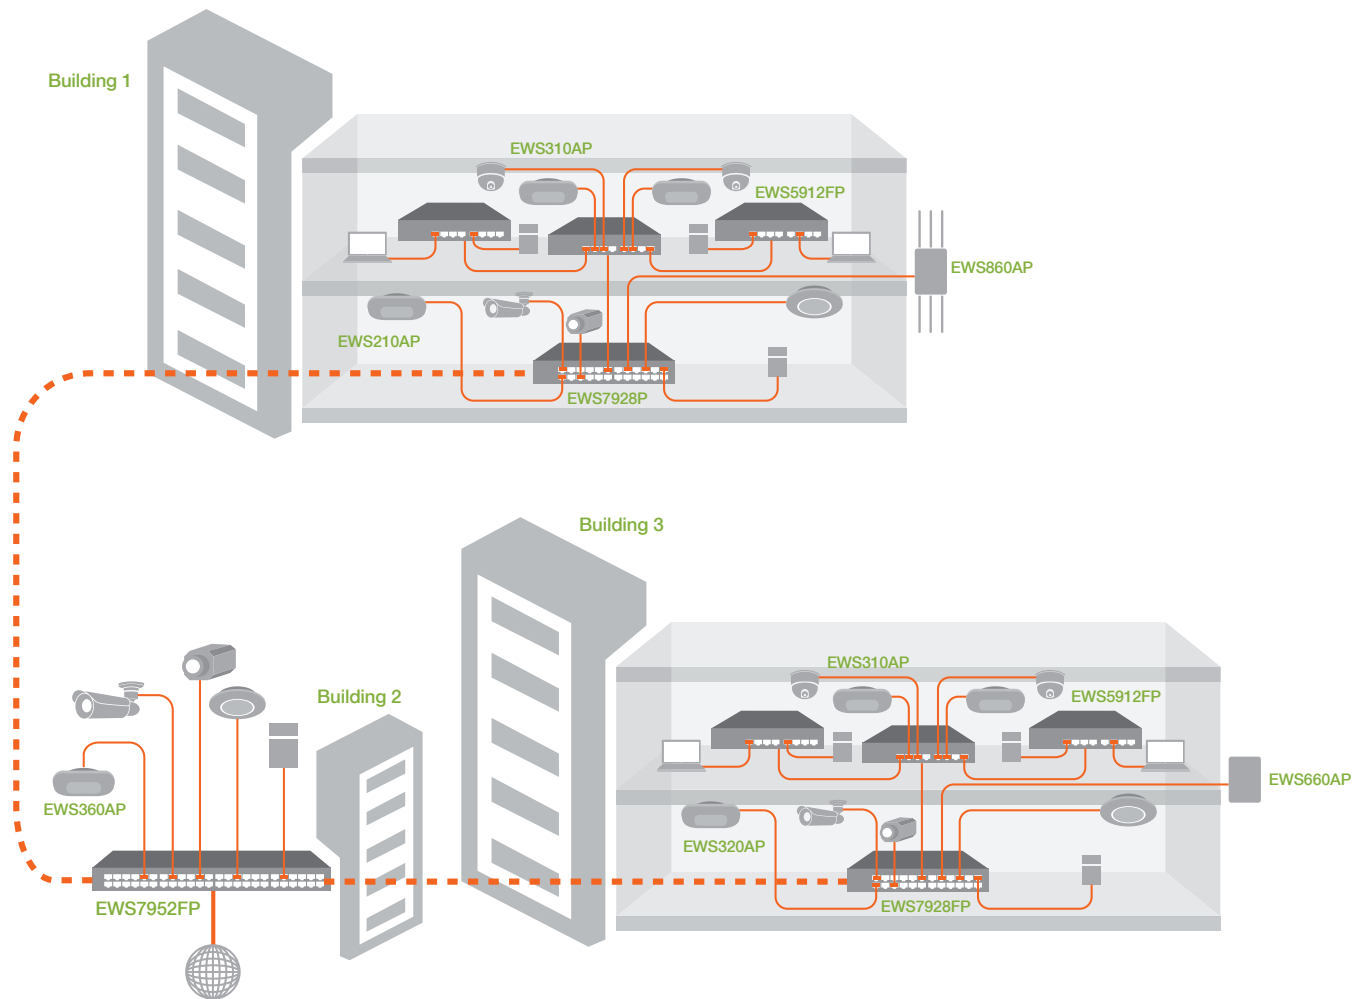 Building 1
EWS310AP
EWS5912FP
EWS860AP
EWS210AP
EWS7928P
Building 3
Building 2
EWS310AP
EWS5912FP
EWS660AP
EWS360AP
EWS320AP
EWS7952FP
EWS7928FP